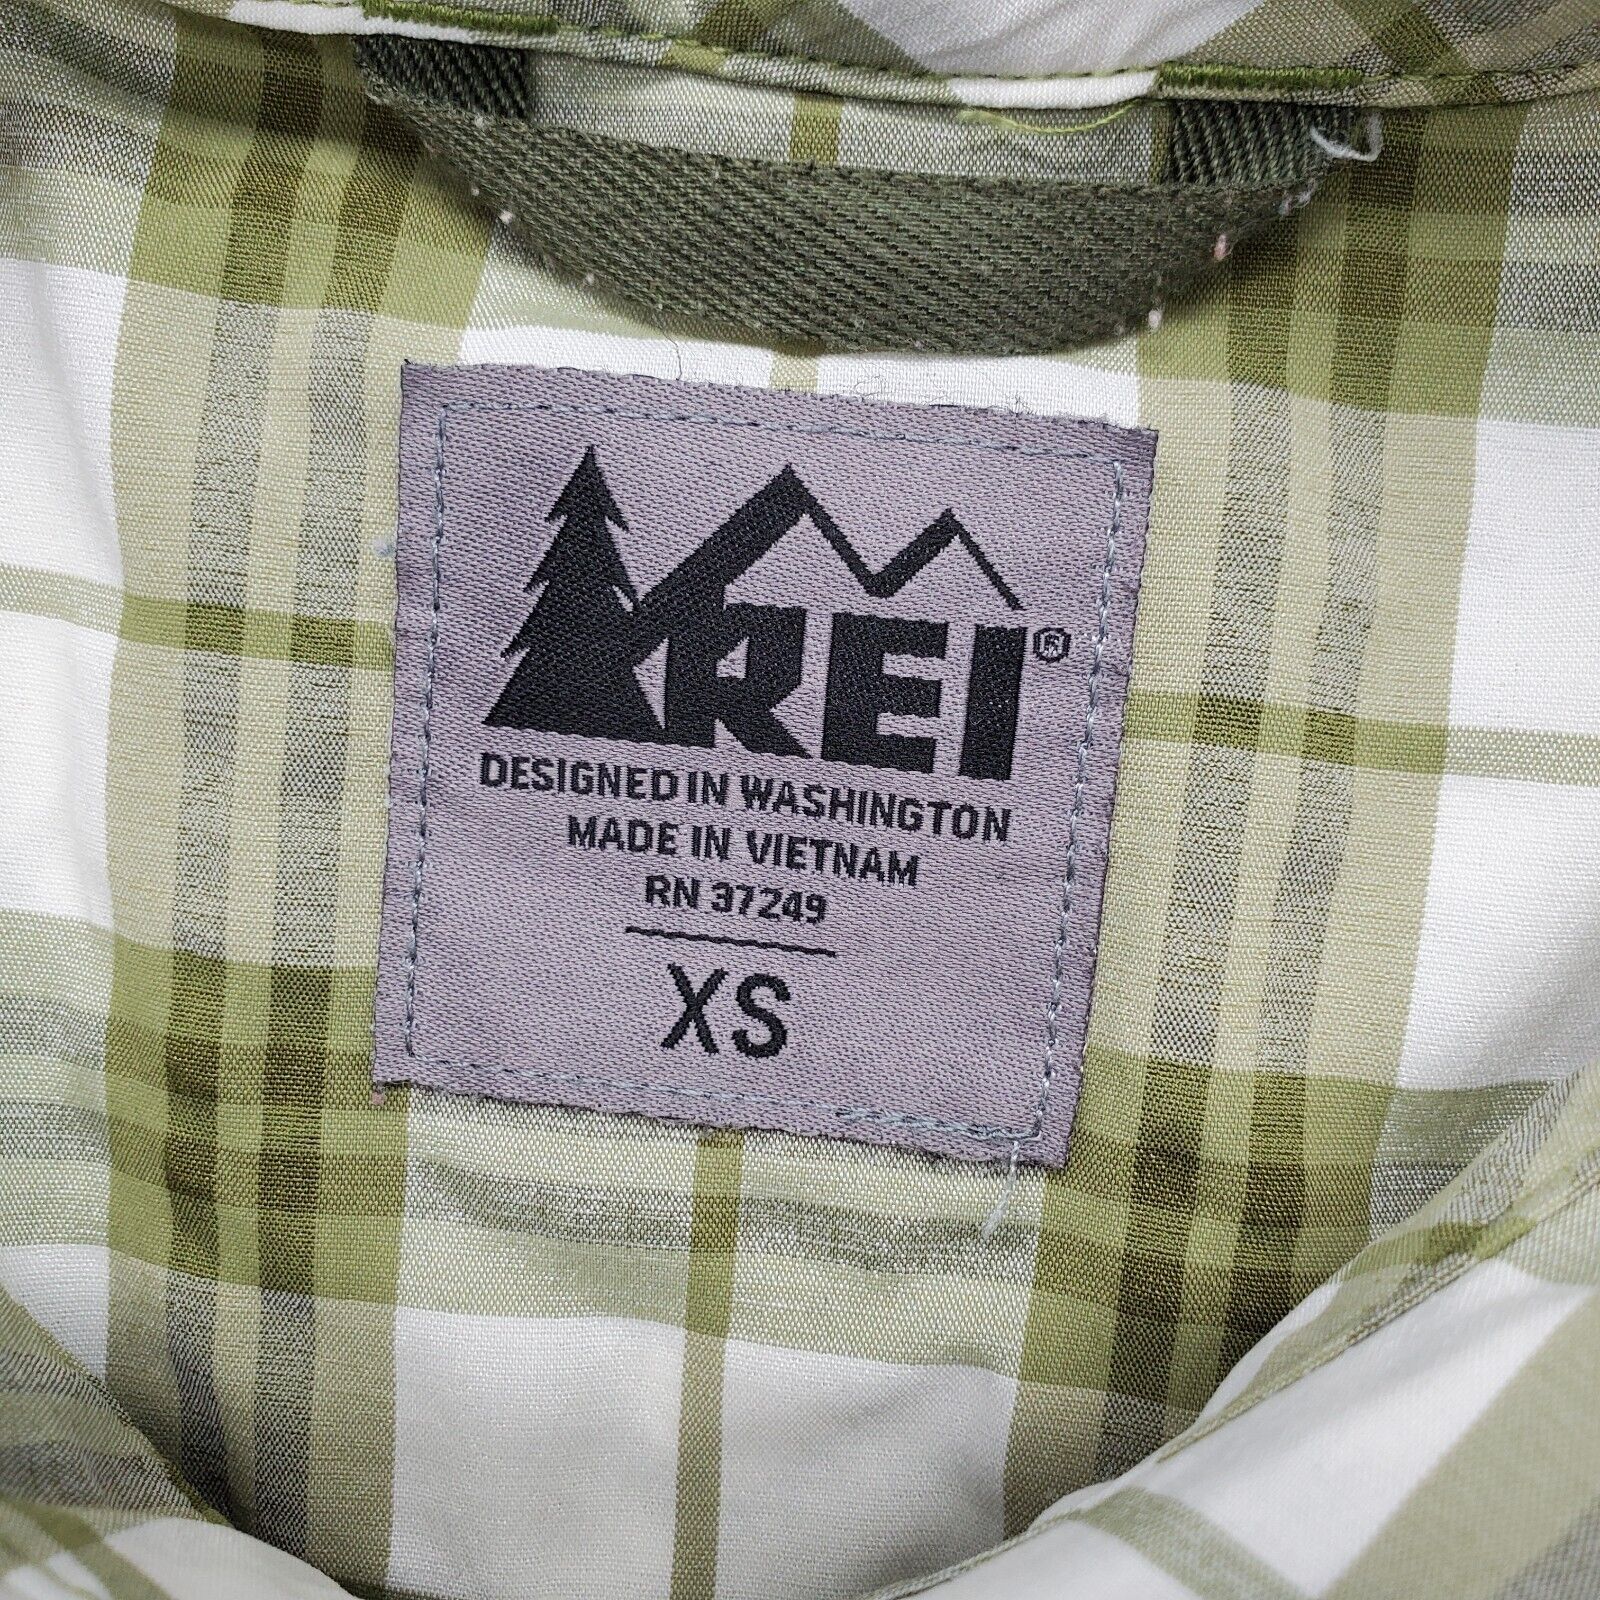 REI®
DESIGNED IN WASHINGTON
MADE IN VIETNAM
RN 37249
XS